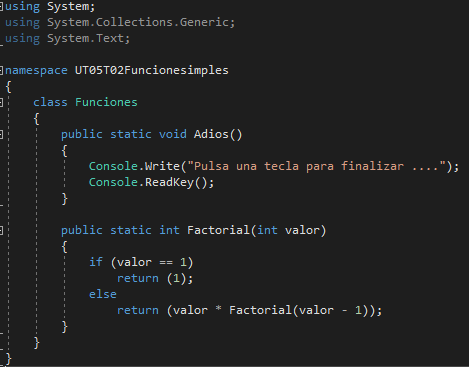 using System;
using System.Collections.Generic;
using System.Text;
namespace UT05T02Funcionesimples
{
class Funciones
{
public static void Adios()
{
Console.Write("Pulsa una tecla para finalizar ....");
Console.ReadKey();
}
public static int Factorial(int valor)
{
if (valor == 1)
return (1);
else
return (valor * Factorial(valor - 1));
}
}
}